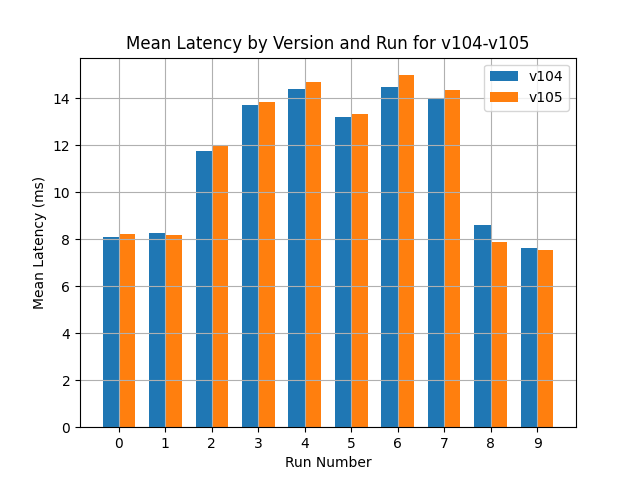 Mean Latency by Version and Run for v104-v105
v104
v105
14
12
10
8
6
4
2
0
Mean Latency (ms)
0 1 2 3 4 5 6 7 8 9
Run Number